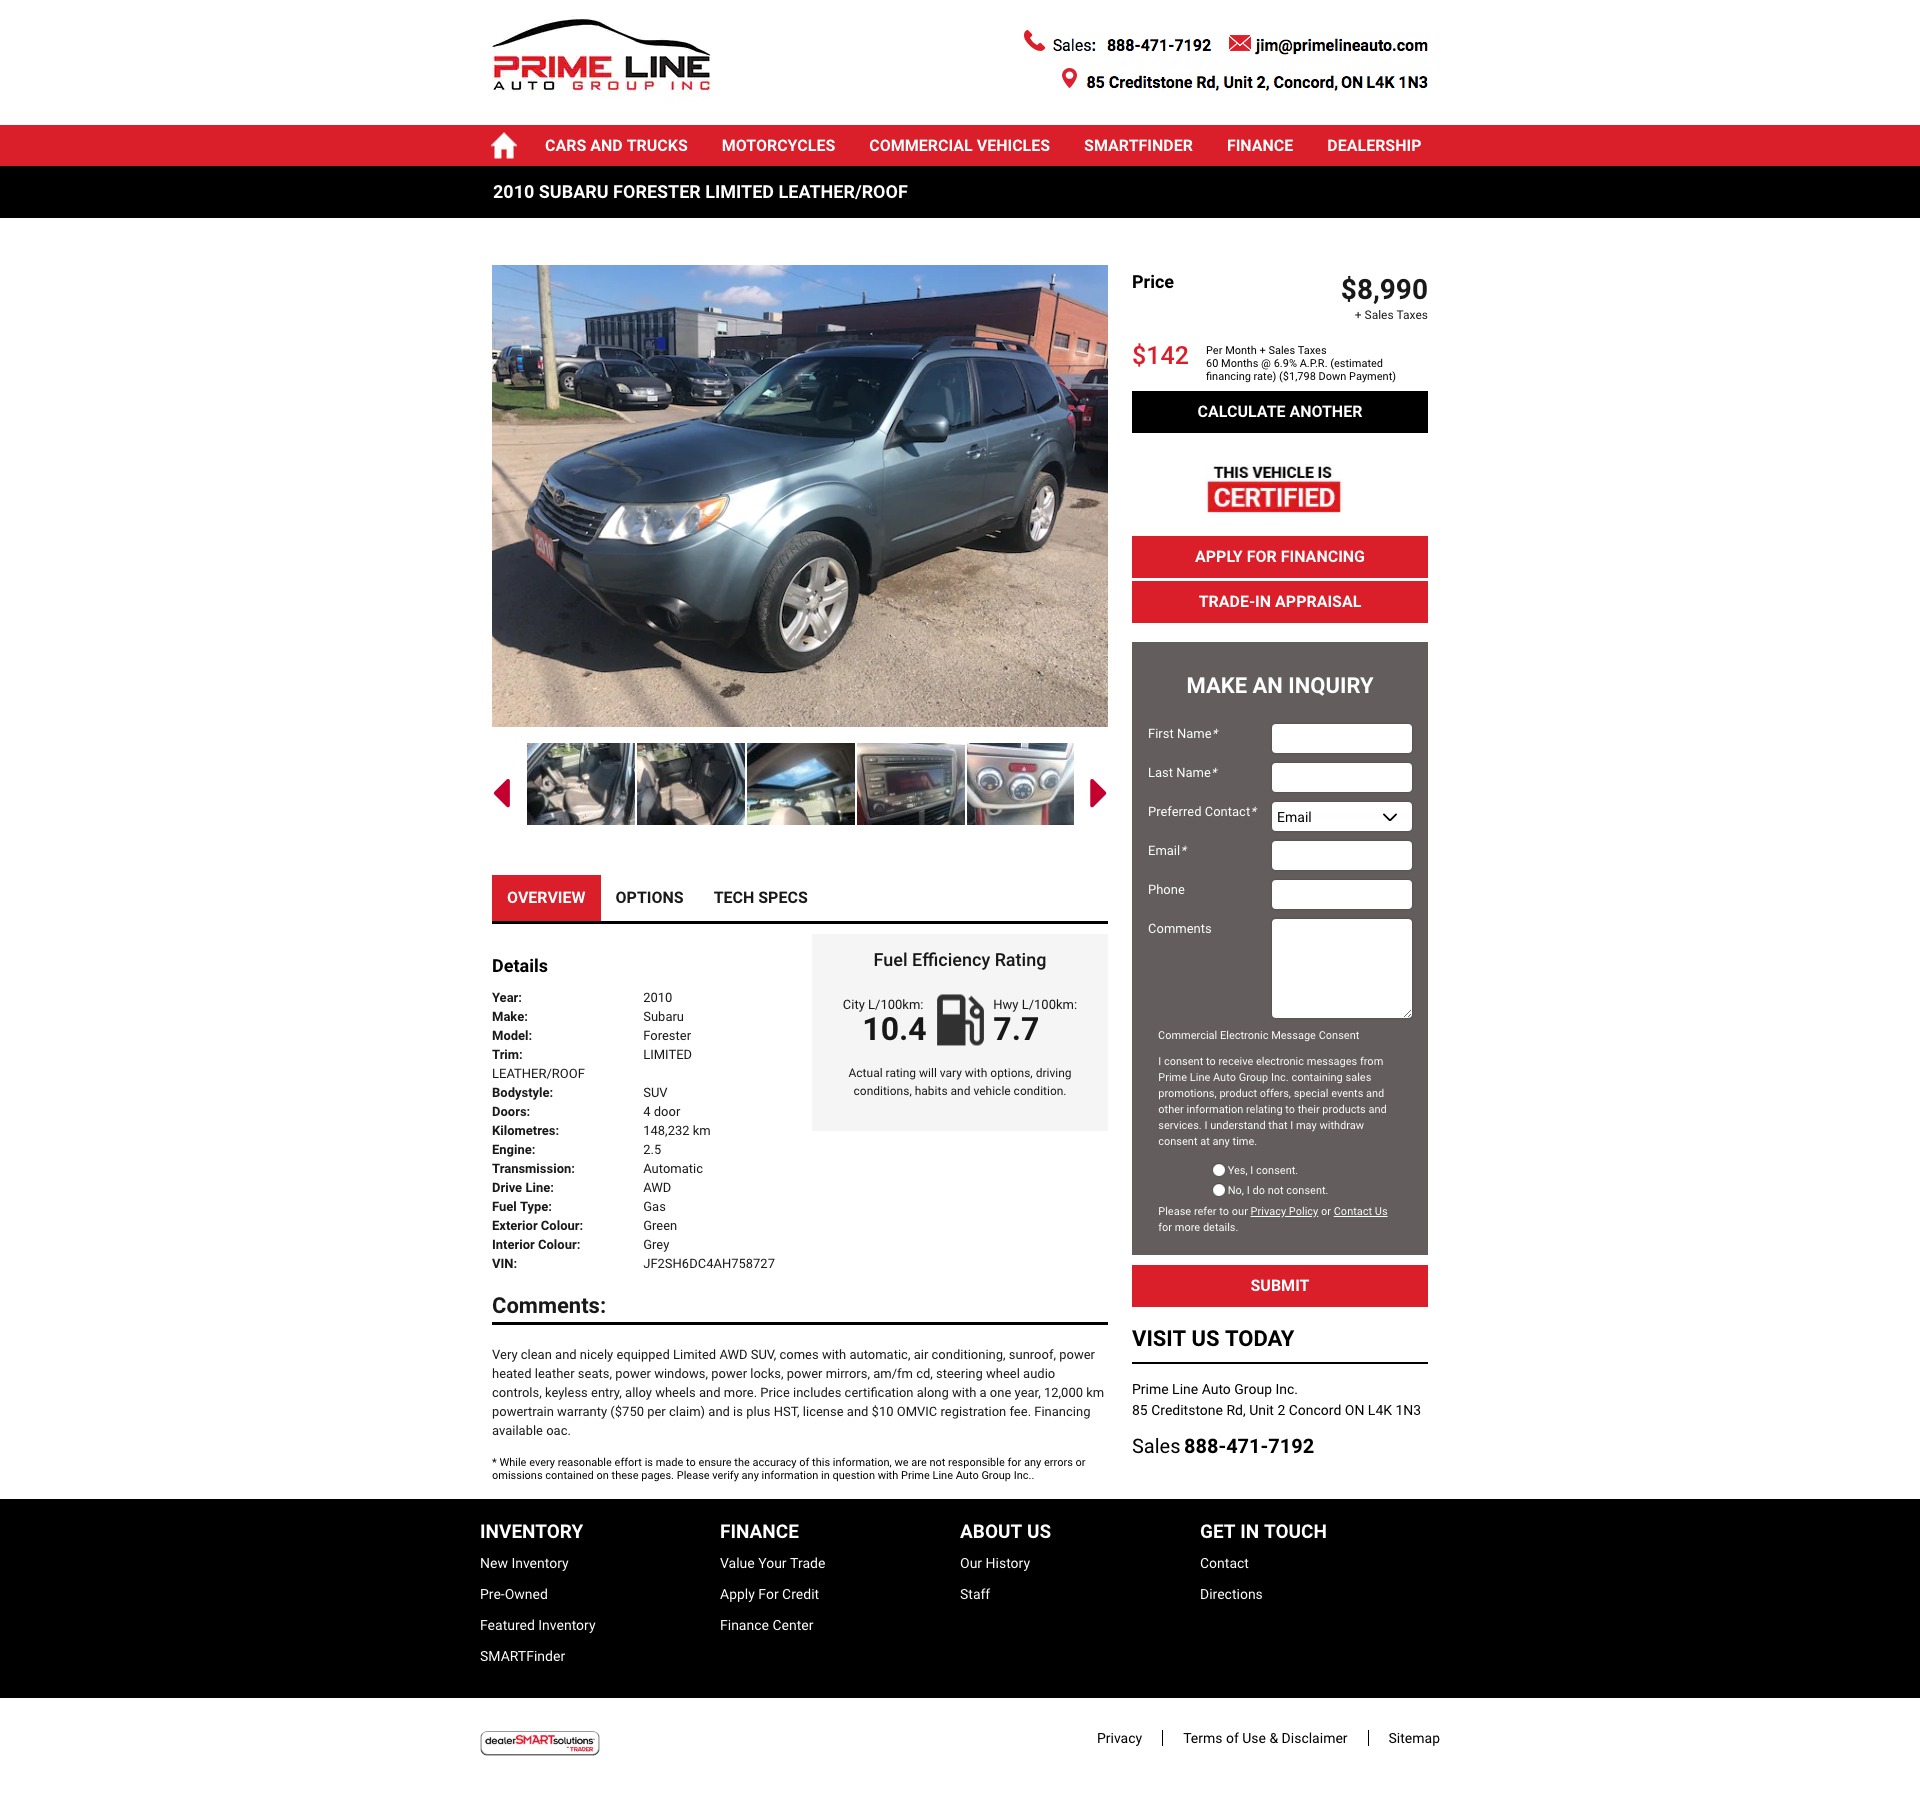 PRIME LINE
AUTO GROUP INC
Sales: 888-471-7192 jim@primelineauto.com
85 Creditstone Rd, Unit 2, Concord, ON L4K 1N3
CARS AND TRUCKS MOTORCYCLES COMMERCIAL VEHICLES SMARTFINDER FINANCE DEALERSHIP
2010 SUBARU FORESTER LIMITED LEATHER/ROOF
2010
Price $8,990
+ Sales Taxes
$142 Per Month + Sales Taxes
60 Months @ 6.9% A.P.R. (estimated
financing rate) ($1,798 Down Payment)
CALCULATE ANOTHER
THIS VEHICLE IS
CERTIFIED
APPLY FOR FINANCING
TRADE-IN APPRAISAL
MAKE AN INQUIRY
First Name*
Last Name*
Preferred Contact* Email
Email*
Phone
Comments
Commercial Electronic Message Consent
I consent to receive electronic messages from
Prime Line Auto Group Inc. containing sales
promotions, product offers, special events and
other information relating to their products and
services. I understand that I may withdraw
consent at any time.
Yes, I consent.
No, I do not consent.
Please refer to our Privacy Policy or Contact Us
for more details.
SUBMIT
VISIT US TODAY
Prime Line Auto Group Inc.
85 Creditstone Rd, Unit 2 Concord ON L4K 1N3
Sales 888-471-7192
OVERVIEW OPTIONS TECH SPECS
Details
Year: 2010
Make: Subaru
Model: Forester
Trim: LIMITED
LEATHER/ROOF
Bodystyle: SUV
Doors: 4 door
Kilometres: 148,232 km
Engine: 2.5
Transmission: Automatic
Drive Line: AWD
Fuel Type: Gas
Exterior Colour: Green
Interior Colour: Grey
VIN: JF2SH6DC4AH758727
Fuel Efficiency Rating
City L/100km: Hwy L/100km:
10.4 7.7
Actual rating will vary with options, driving
conditions, habits and vehicle condition.
Comments:
Very clean and nicely equipped Limited AWD SUV, comes with automatic, air conditioning, sunroof, power
heated leather seats, power windows, power locks, power mirrors, am/fm cd, steering wheel audio
controls, keyless entry, alloy wheels and more. Price includes certification along with a one year, 12,000 km
powertrain warranty ($750 per claim) and is plus HST, license and $10 OMVIC registration fee. Financing
available oac.
* While every reasonable effort is made to ensure the accuracy of this information, we are not responsible for any errors or
omissions contained on these pages. Please verify any information in question with Prime Line Auto Group Inc..
INVENTORY FINANCE ABOUT US GET IN TOUCH
New Inventory Value Your Trade Our History Contact
Pre-Owned Apply For Credit Staff Directions
Featured Inventory Finance Center
SMARTFinder
dealerSMARTsolutions
TRADER
Privacy Terms of Use & Disclaimer Sitemap